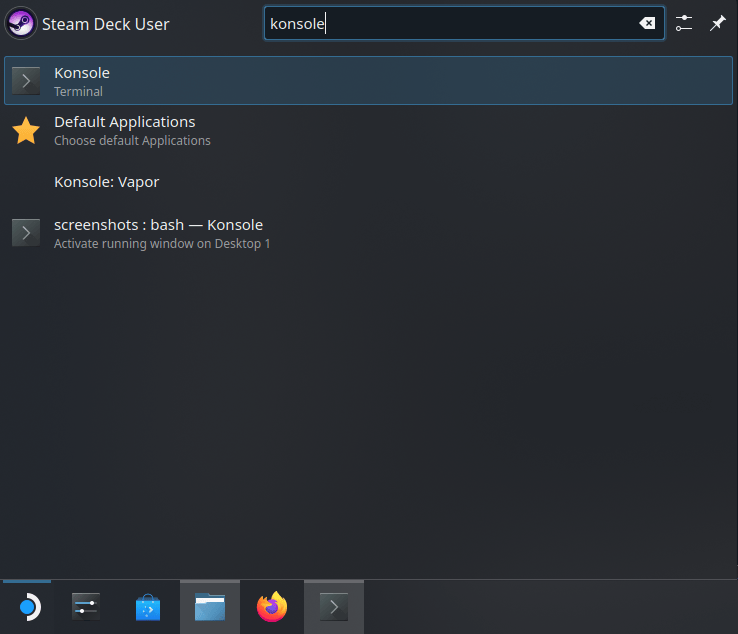 Steam Deck User
konsole
Konsole
Terminal
Default Applications
Choose default Applications
Konsole: Vapor
screenshots : bash — Konsole
Activate running window on Desktop 1